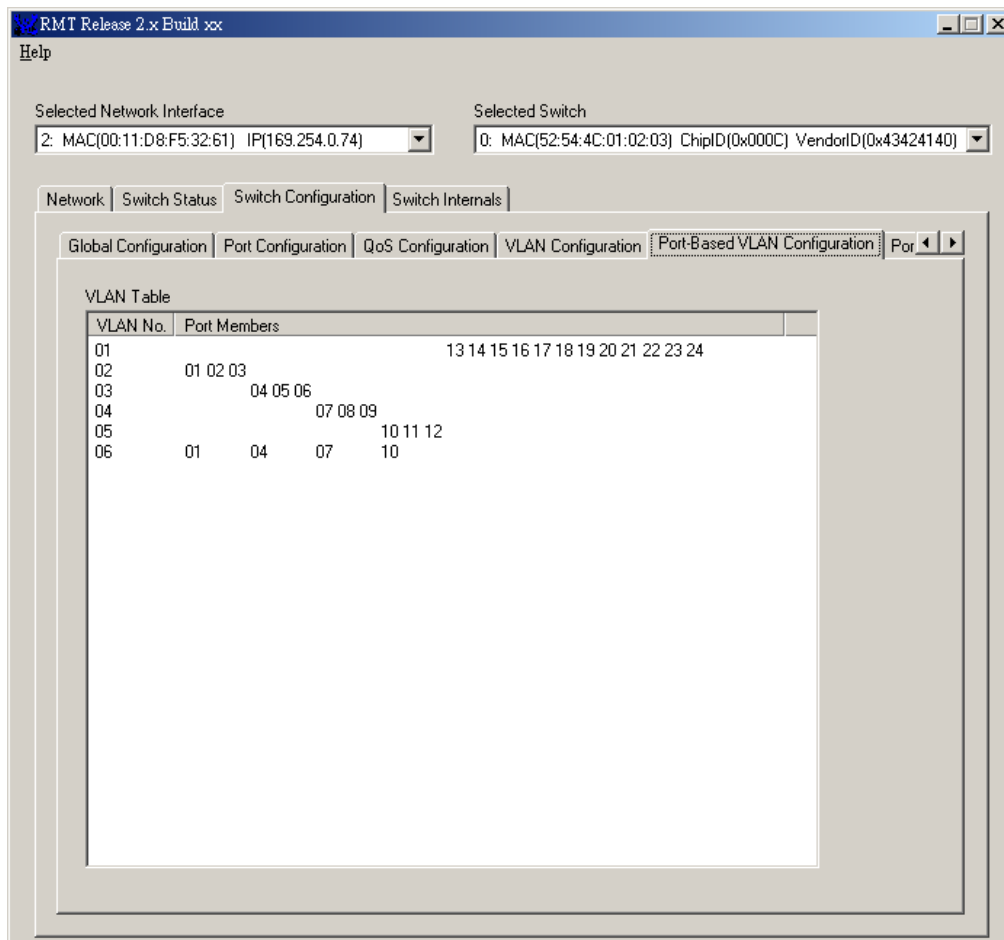 RMT Release 2.x Build xx
Help
Selected Network Interface Selected Switch
2: MAC(00:11:D8:F5:32:61) IP(169.254.0.74) 0: MAC(52:54:4C:01:02:03) ChipID(0x000C) VendorID(0x43424140)
Network Switch Status Switch Configuration Switch Internals
Global Configuration Port Configuration QoS Configuration VLAN Configuration Port-Based VLAN Configuration Por
VLAN Table
VLAN No. Port Members
01 13 14 15 16 17 18 19 20 21 22 23 24
02 01 02 03
03 04 05 06
04 07 08 09
05 10 11 12
06 01 04 07 10